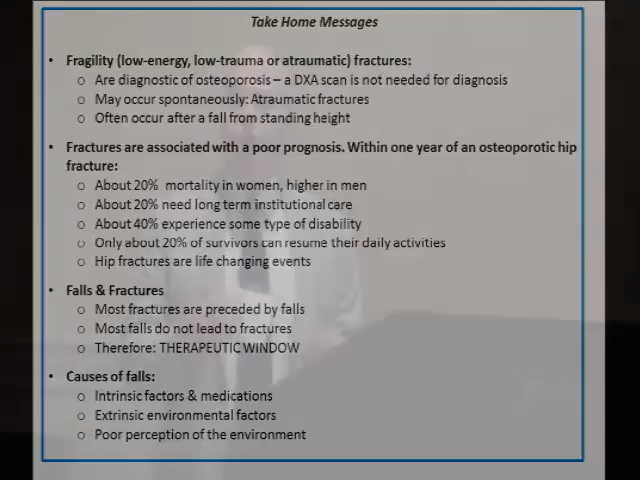 Take Home Messages
• Fragility (low-energy, low-trauma or atraumatic) fractures:
o Are diagnostic of osteoporosis – a DXA scan is not needed for diagnosis
o May occur spontaneously: Atraumatic fractures
o Often occur after a fall from standing height
• Fractures are associated with a poor prognosis. Within one year of an osteoporotic hip
fracture:
o About 20% mortality in women, higher in men
o About 20% need long term institutional care
o About 40% experience some type of disability
o Only about 20% of survivors can resume their daily activities
o Hip fractures are life changing events
• Falls & Fractures
o Most fractures are preceded by falls
o Most falls do not lead to fractures
o Therefore: THERAPEUTIC WINDOW
• Causes of falls:
o Intrinsic factors & medications
o Extrinsic environmental factors
o Poor perception of the environment